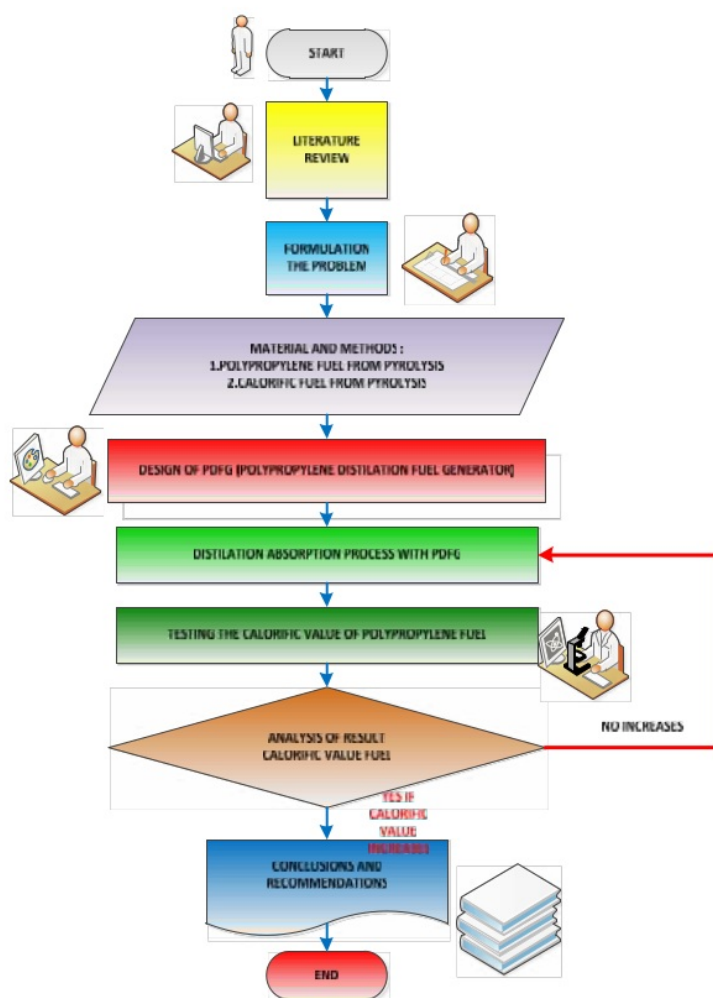 START
LITERATURE
REVIEW
FORMULATION
THE PROBLEM
MATERIAL AND METHODS :
1.POLYPROPYLENE FUEL FROM PYROLYSIS
2.CALORIFIC FUEL FROM PYROLYSIS
DESIGN OF PDFG (POLYPROPYLENE DISTILATION FUEL GENERATOR)
DISTILATION ABSORPTION PROCESS WITH PDFG
TESTING THE CALORIFIC VALUE OF POLYPROPYLENE FUEL
ANALYSIS OF RESULT
CALORIFIC VALUE FUEL
NO INCREASES
YES IF
CALORIFIC
VALUE
INCREASES
CONCLUSIONS AND
RECOMMENDATIONS
END